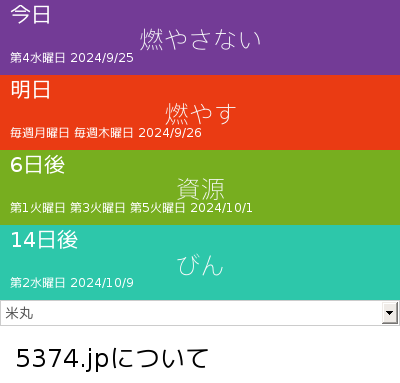 今日
燃やさない
第4水曜日 2024/9/25
明日
燃やす
毎週月曜日 毎週木曜日 2024/9/26
6日後
資源
第1火曜日 第3火曜日 第5火曜日 2024/10/1
14日後
びん
第2水曜日 2024/10/9
米丸
5374.jpについて